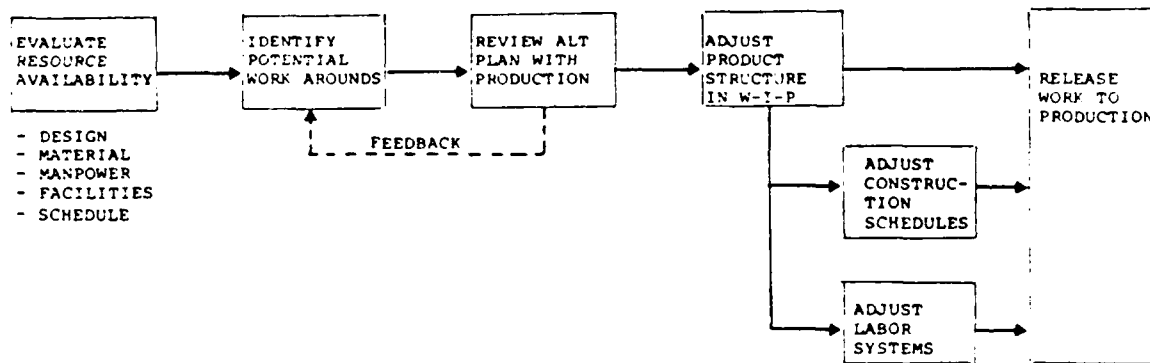 EVALUATE
RESOURCE
AVAILABILITY
- DESIGN
- MATERIAL
- MANPOWER
- FACILITIES
- SCHEDULE
IDENTIFY
POTENTIAL
WORK AROUNDS
REVIEW ALT
PLAN WITH
PRODUCTION
FEEDBACK
ADJUST
PRODUCT
STRUCTURE
IN W-I-P
ADJUST
CONSTRUC-
TION
SCHEDULES
ADJUST
LABOR
SYSTEMS
RELEASE
WORK TO
PRODUCTION